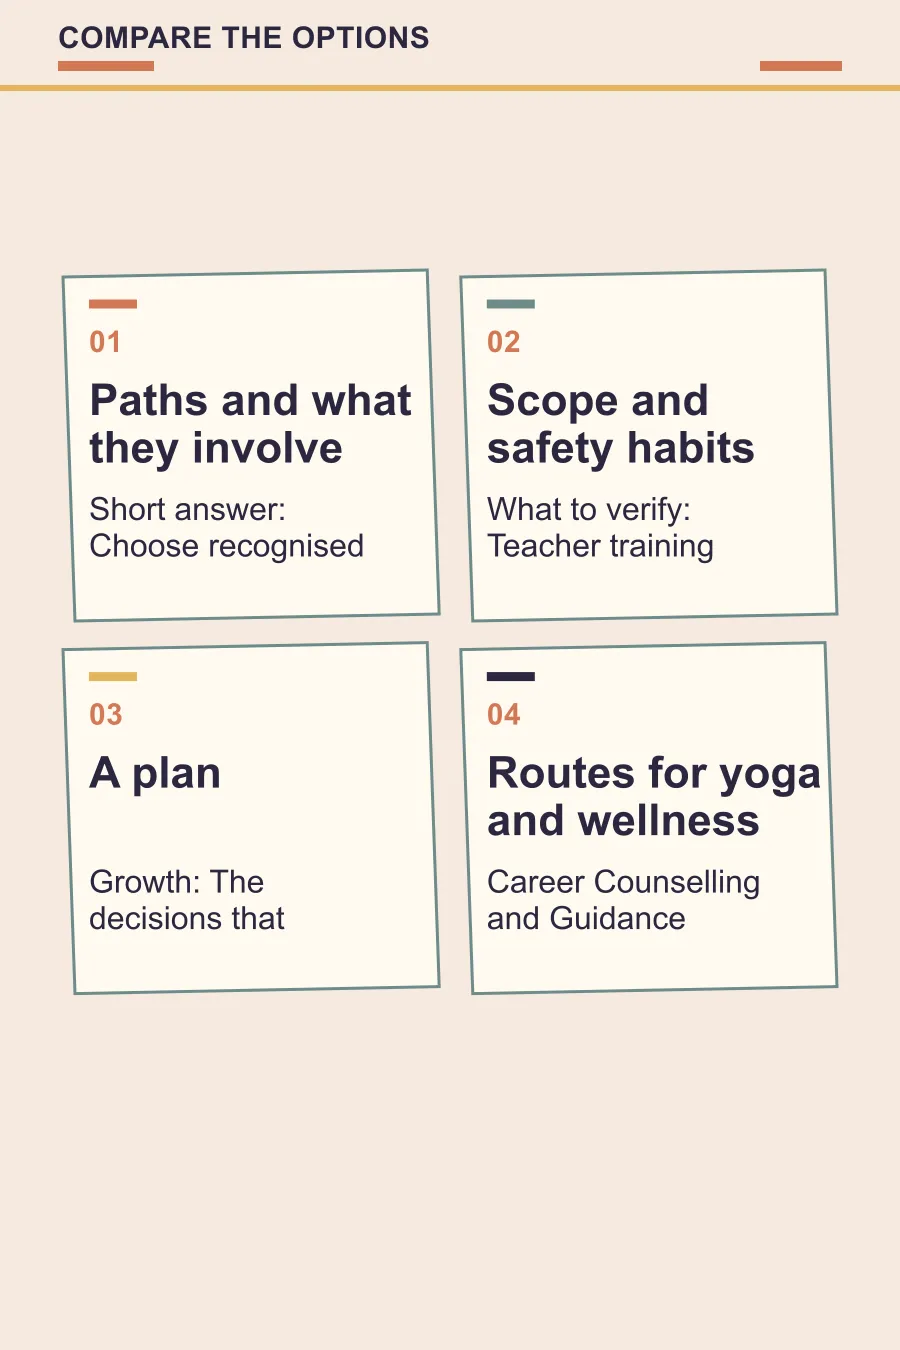 COMPARE THE OPTIONS
01
Paths and what
they involve
Short answer:
Choose recognised
02
Scope and
safety habits
What to verify:
Teacher training
03
A plan
Growth: The
decisions that
04
Routes for yoga
and wellness
Career Counselling
and Guidance